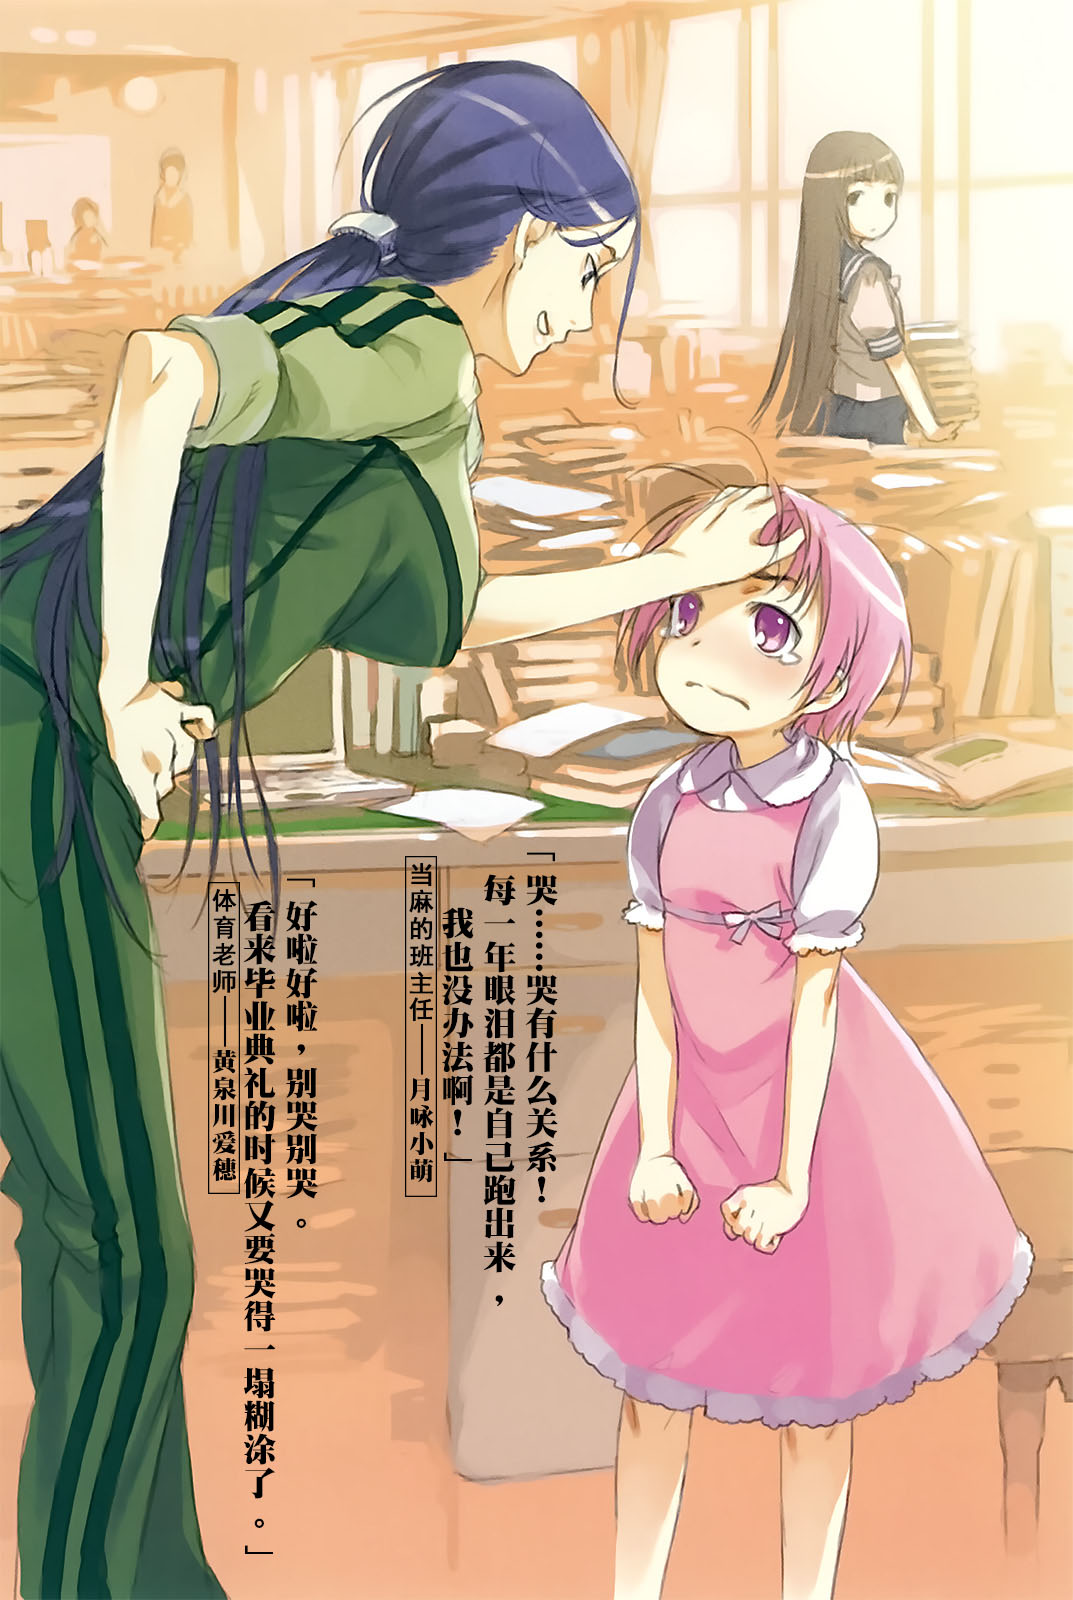 「哭……哭有什么关系！
每一年眼泪都是自己跑出来，
我也没办法啊！」
当麻的班主任——月咏小萌
「好啦好啦，别哭别哭。
看来毕业典礼的时候又要哭得一塌糊涂了。」
体育老师——黄泉川爱穗